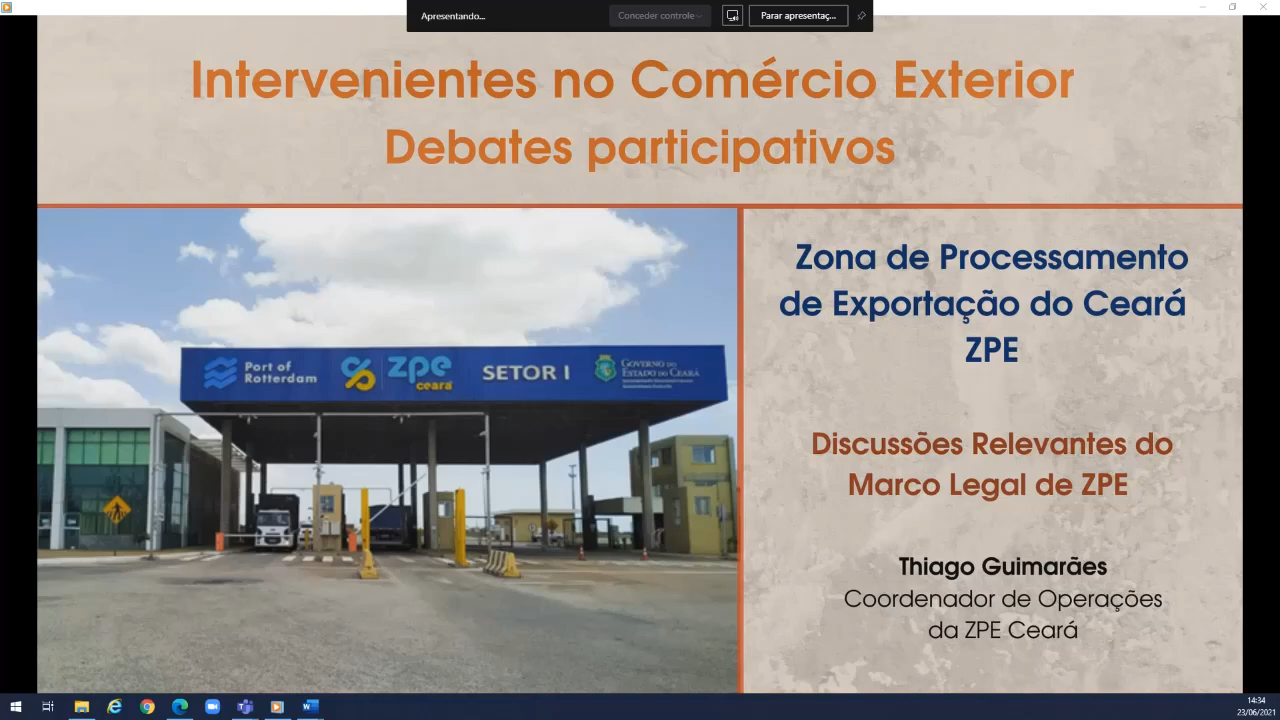 Apresentando...
Conceder controle
Parar apresentaç...
Intervenientes no Comércio Exterior
Debates participativos
Zona de Processamento
de Exportação do Ceará
ZPE
Port of
Rotterdam
zpe
ceará
SETOR I
GOVERNO DO
ESTADO DO CEARÁ
Discussões Relevantes do
Marco Legal de ZPE
Thiago Guimarães
Coordenador de Operações
da ZPE Ceará
14:34
23/06/2021